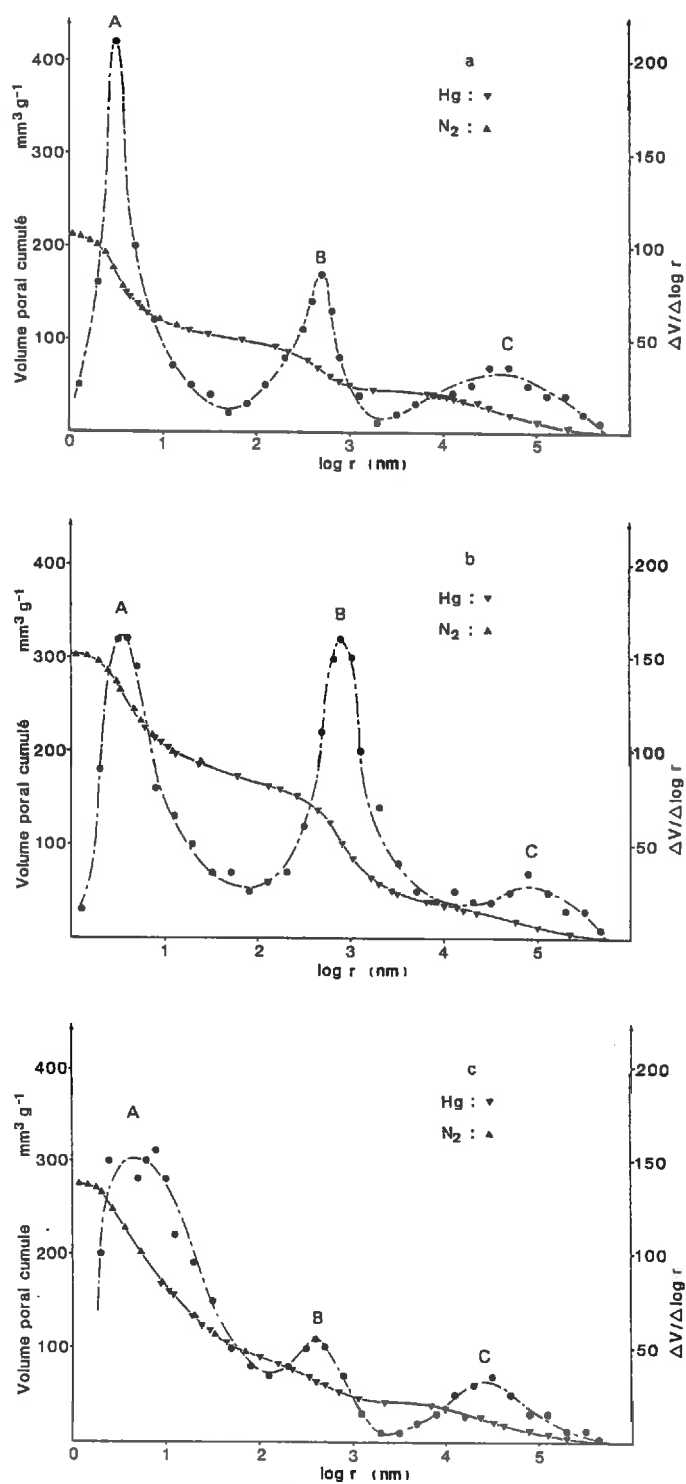 A
400
200
a
Hg : ▼
N₂ : ▲
mm³ g⁻¹
Volume poral cumulé
300
150
B
200
100
C
100
50
ΔV/Δlog r
0
1
2
3
4
5
log r (nm)
400
200
b
Hg : ▼
N₂ : ▲
mm³ g⁻¹
Volume poral cumulé
A
B
300
150
200
100
C
100
50
ΔV/Δlog r
1
2
3
4
5
log r (nm)
400
200
c
Hg : ▼
N₂ : ▲
mm³ g⁻¹
Volume poral cumule
A
300
150
200
100
B
C
100
50
ΔV/Δlog r
0
1
2
3
4
5
log r (nm)